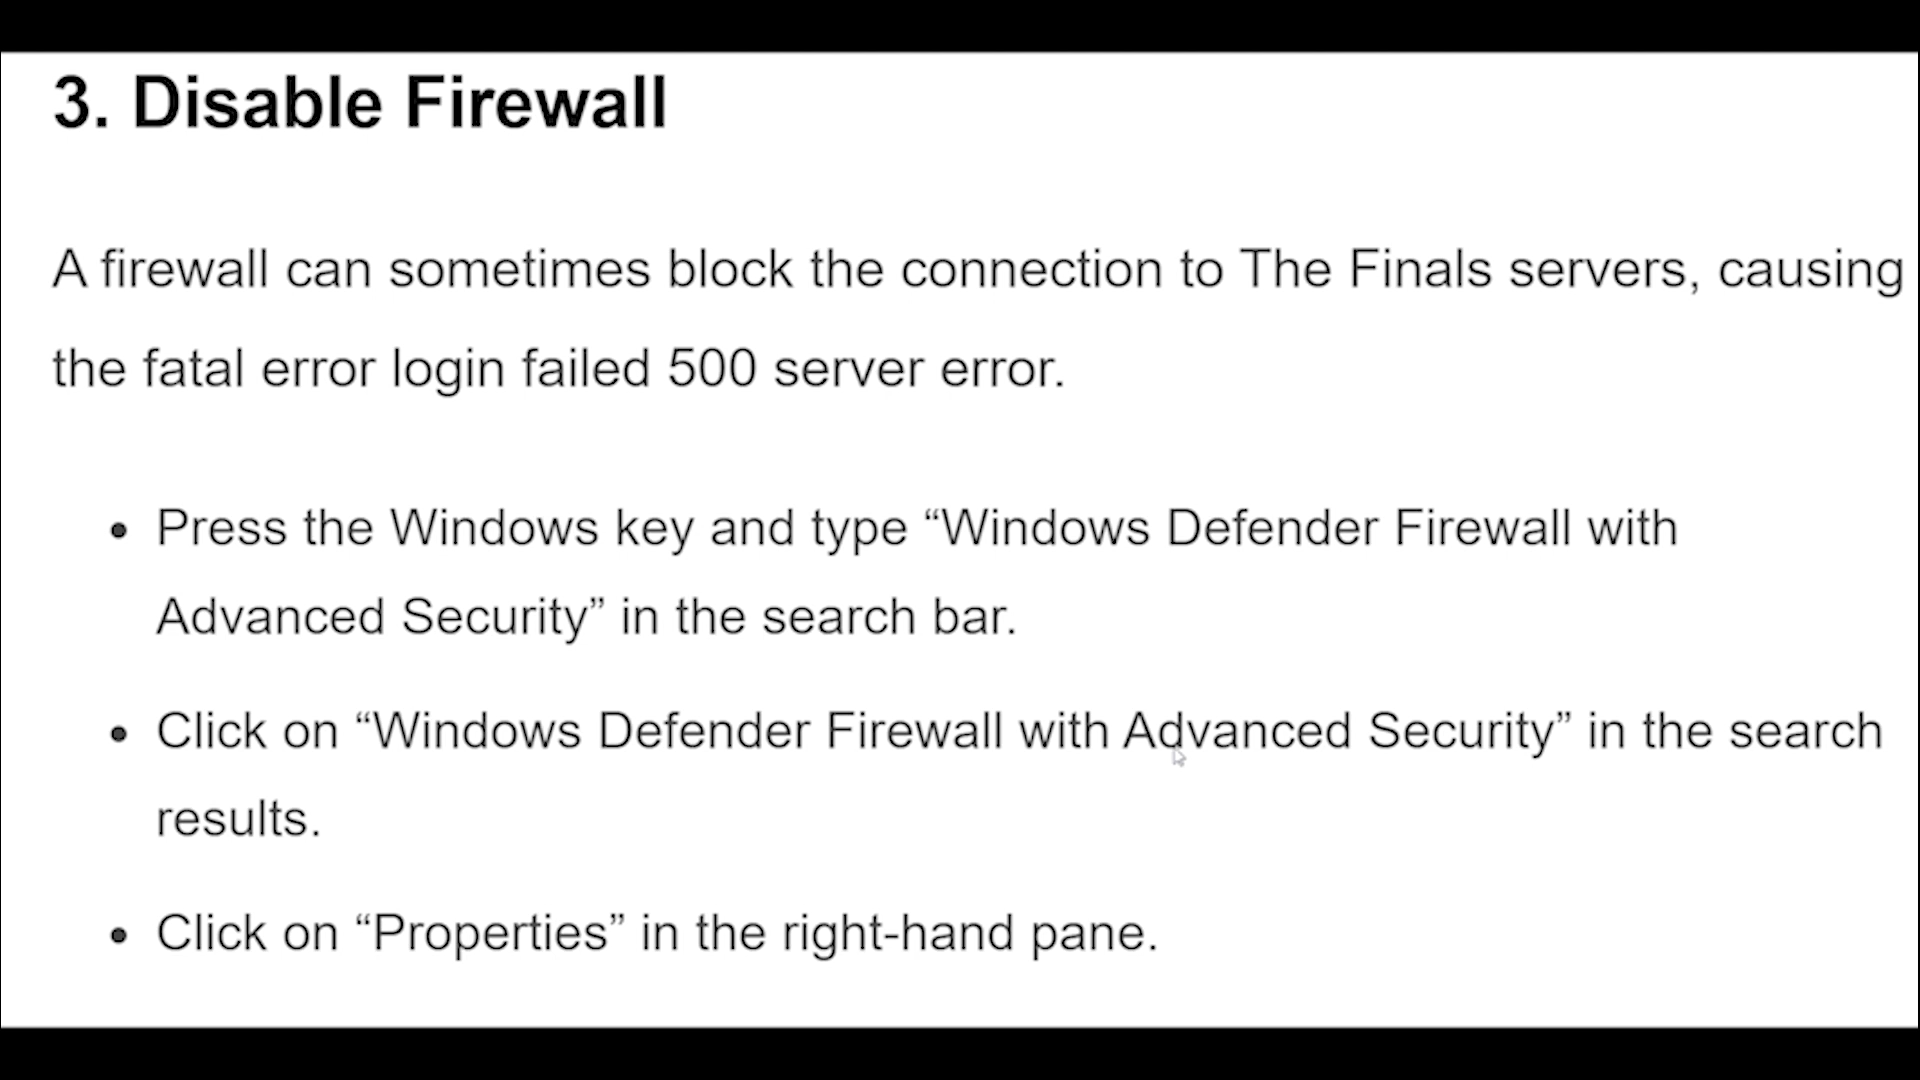 3. Disable Firewall
A firewall can sometimes block the connection to The Finals servers, causing
the fatal error login failed 500 server error.
• Press the Windows key and type “Windows Defender Firewall with
Advanced Security” in the search bar.
• Click on “Windows Defender Firewall with Advanced Security” in the search
results.
• Click on “Properties” in the right-hand pane.